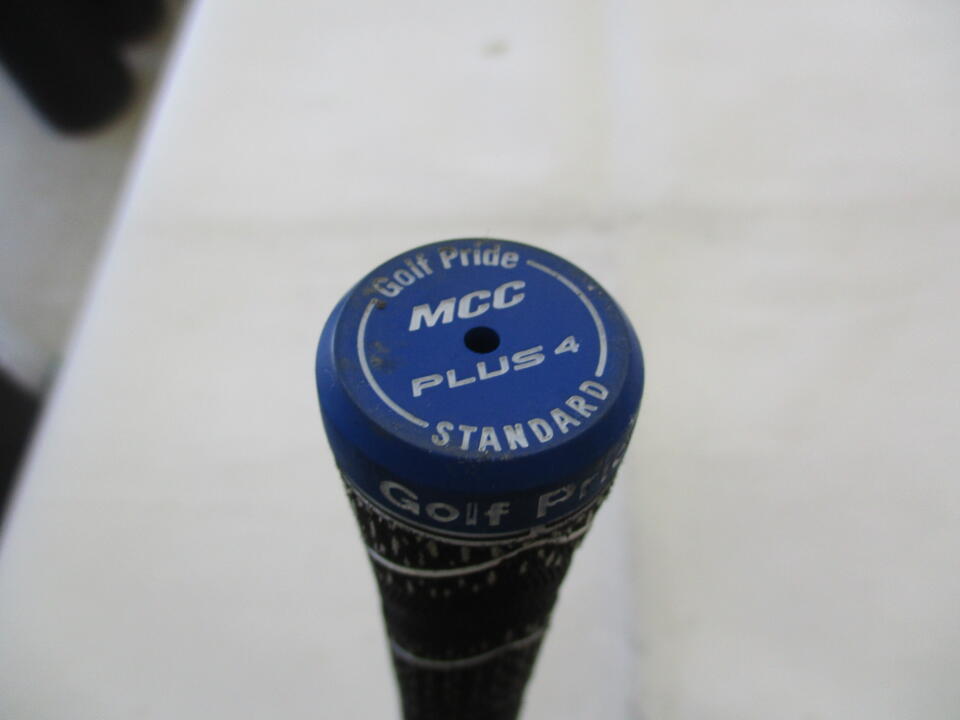 Golf Pride
MCC
PLUS 4
STANDARD
Golf Pri